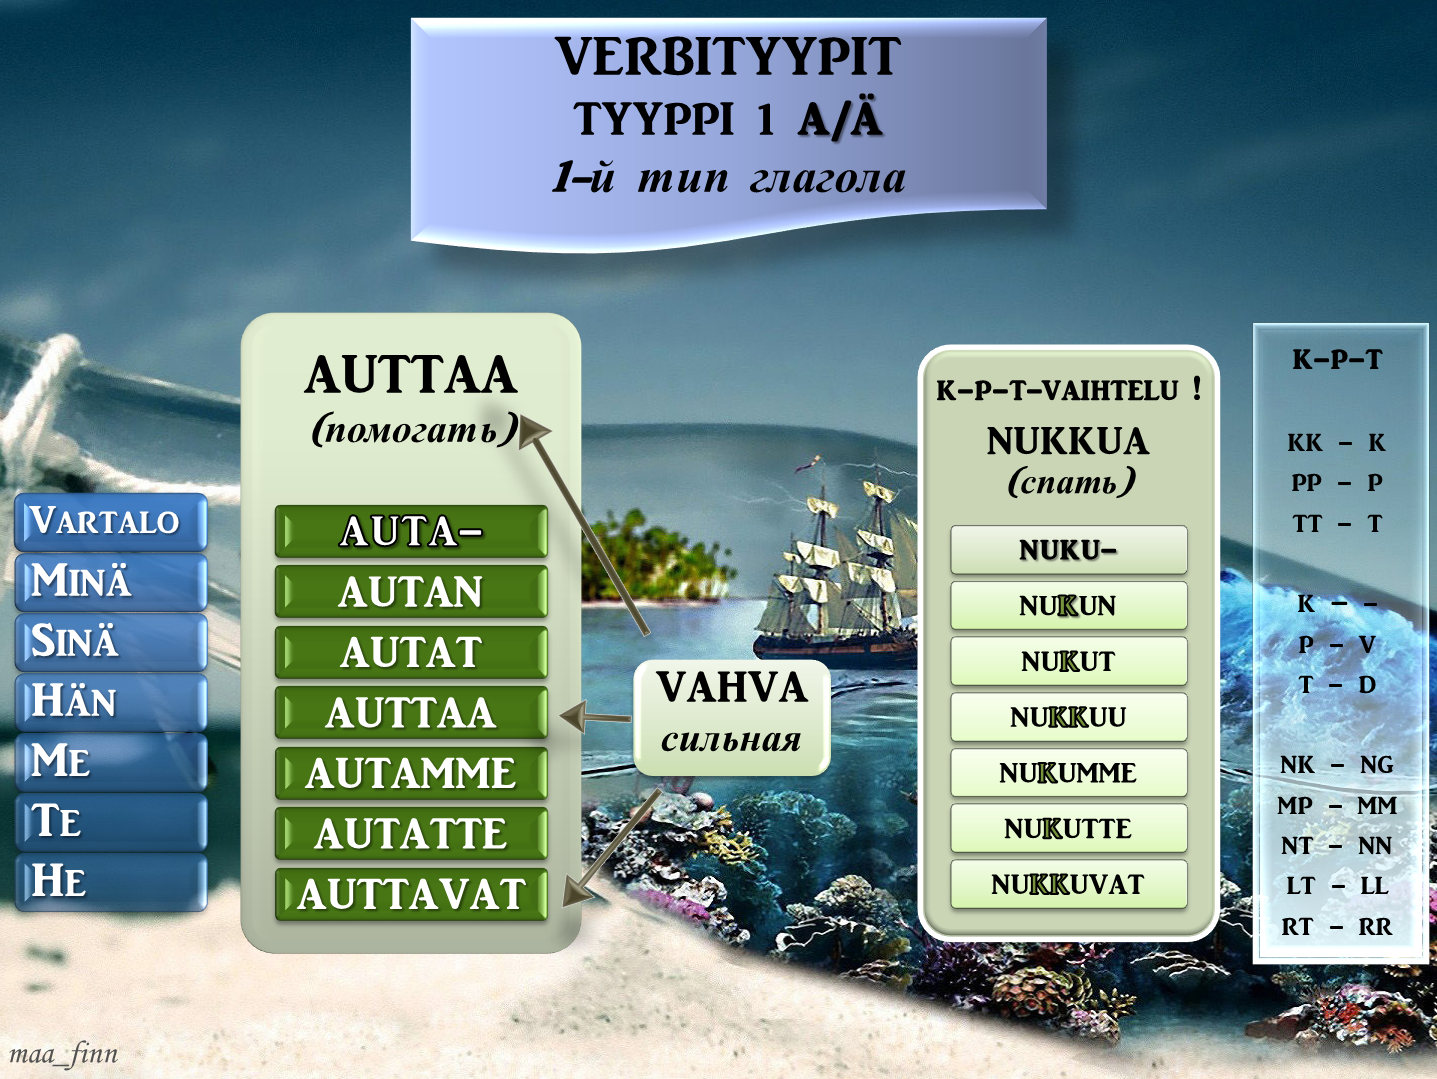 VERBITYYPIT
TYYPPI 1 A/Ä
1-й тип глагола
VARTALO
MINÄ
SINÄ
HÄN
ME
TE
HE
AUTTAA
(помогать)
AUTA-
AUTAN
AUTAT
AUTTAA
AUTAMME
AUTATTE
AUTTAVAT
VAHVA
сильная
K-P-T-VAIHTELU !
NUKKUA
(спать)
NUKU-
NUKUN
NUKUT
NUKKUU
NUKUMME
NUKUTTE
NUKKUVAT
K-P-T
KK - K
PP - P
TT - T
K - -
P - V
T - D
NK - NG
MP - MM
NT - NN
LT - LL
RT - RR
maa_finn